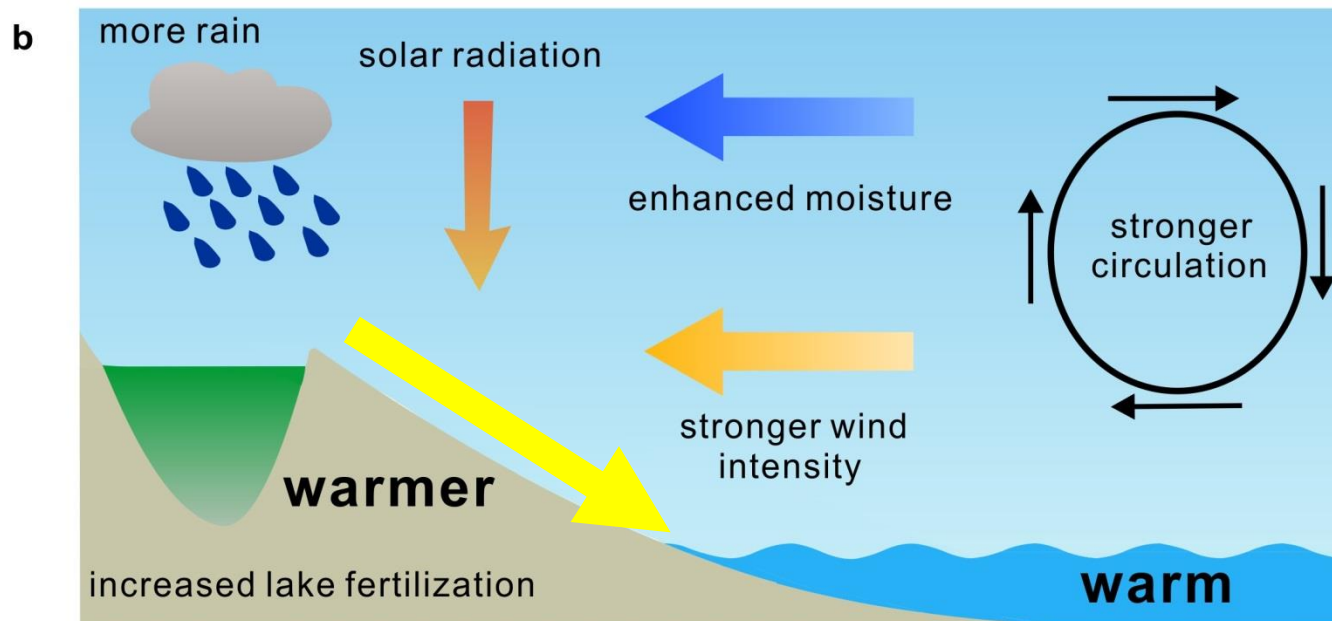 b
more rain
solar radiation
enhanced moisture
stronger
circulation
stronger wind
intensity
warmer
increased lake fertilization
warm